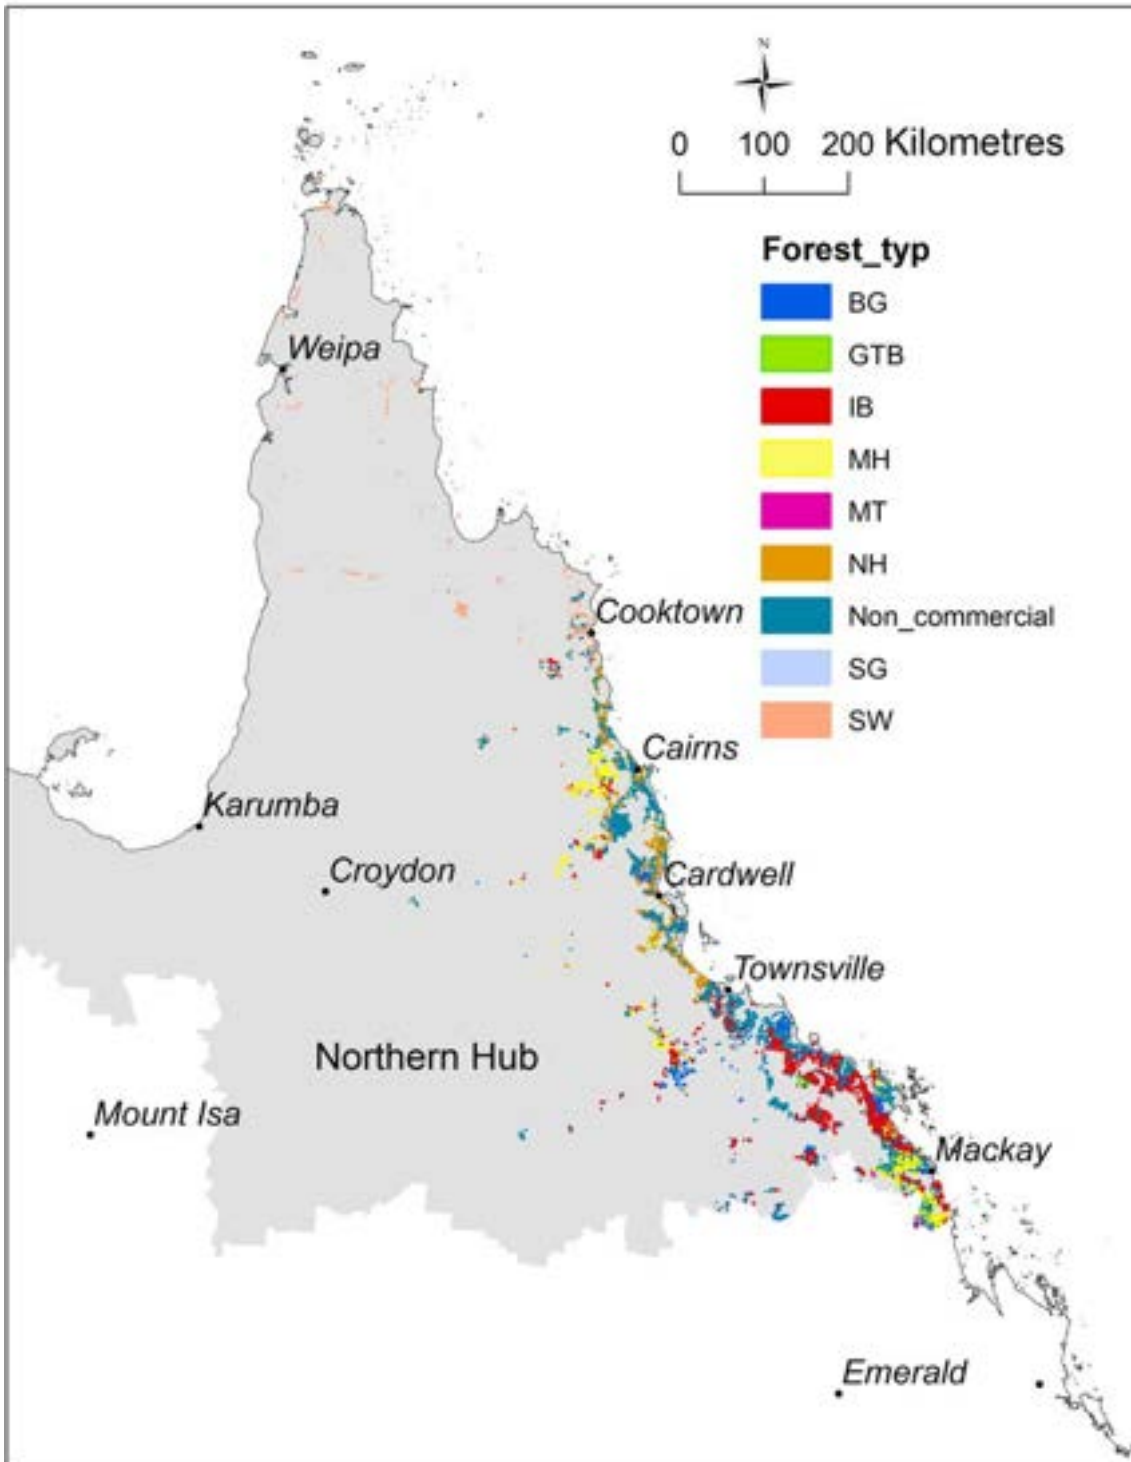 N
0 100 200 Kilometres
Forest_typ
BG
GTB
IB
MH
MT
NH
Non_commercial
SG
SW
Weipa
Cooktown
Cairns
Karumba
Croydon
Cardwell
Townsville
Northern Hub
Mount Isa
Mackay
Emerald